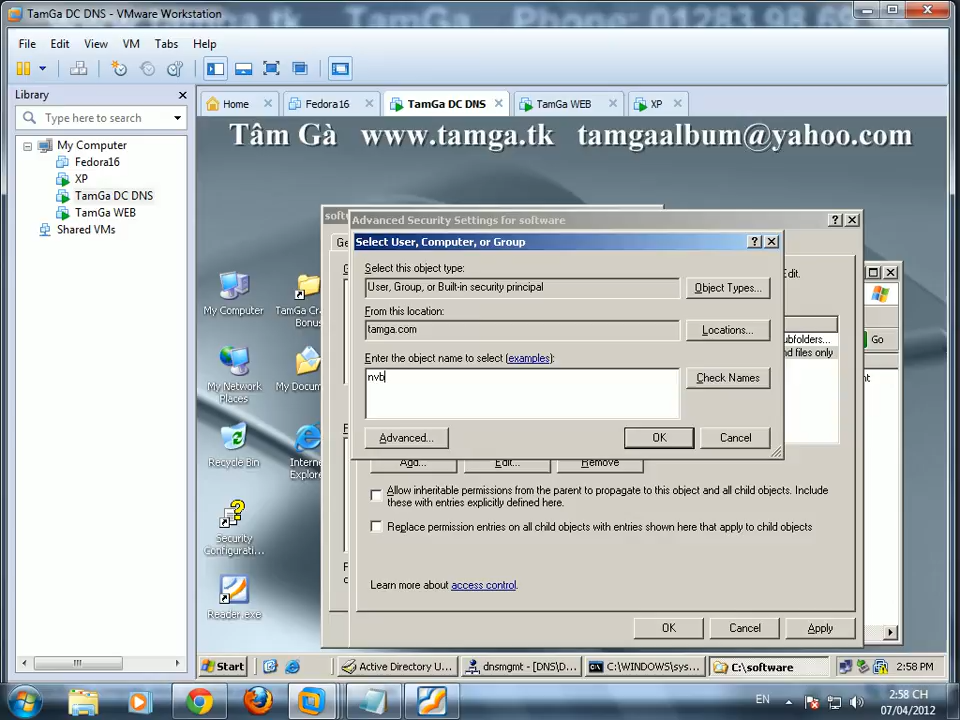 TamGa DC DNS - VMware Workstation
File Edit View VM Tabs Help
Library
Type here to search
My Computer
Fedora16
XP
TamGa DC DNS
TamGa WEB
Shared VMs
Home Fedora16 TamGa DC DNS TamGa WEB XP
Tâm Gà www.tamga.tk tamgaalbum@yahoo.com
Advanced Security Settings for software
Select User, Computer, or Group
Select this object type:
User, Group, or Built-in security principal
Object Types...
From this location:
tamga.com
Locations...
Enter the object name to select (examples):
nvb
Check Names
Advanced... OK Cancel
Edit.
files only
Go
My Computer
My Network Places
Recycle Bin
Security Configurati...
Reader.exe
Add... Edit... Remove
Allow inheritable permissions from the parent to propagate to this object and all child objects. Include these with entries explicitly defined here.
Replace permission entries on all child objects with entries shown here that apply to child objects
Learn more about access control.
OK Cancel Apply
Start Active Directory U... dnsmgmt - [DNS\D... C:\WINDOWS\sys... C:\software 2:58 PM
EN 2:58 CH
07/04/2012